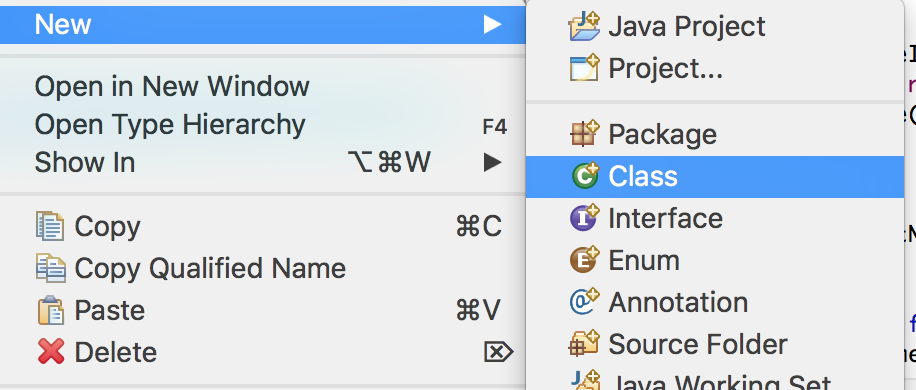 New
Open in New Window
Open Type Hierarchy F4
Show In ⌥⌘W
Copy ⌘C
Copy Qualified Name
Paste ⌘V
Delete ⌦
Java Project
Project...
Package
Class
Interface
Enum
Annotation
Source Folder
Java Working Set